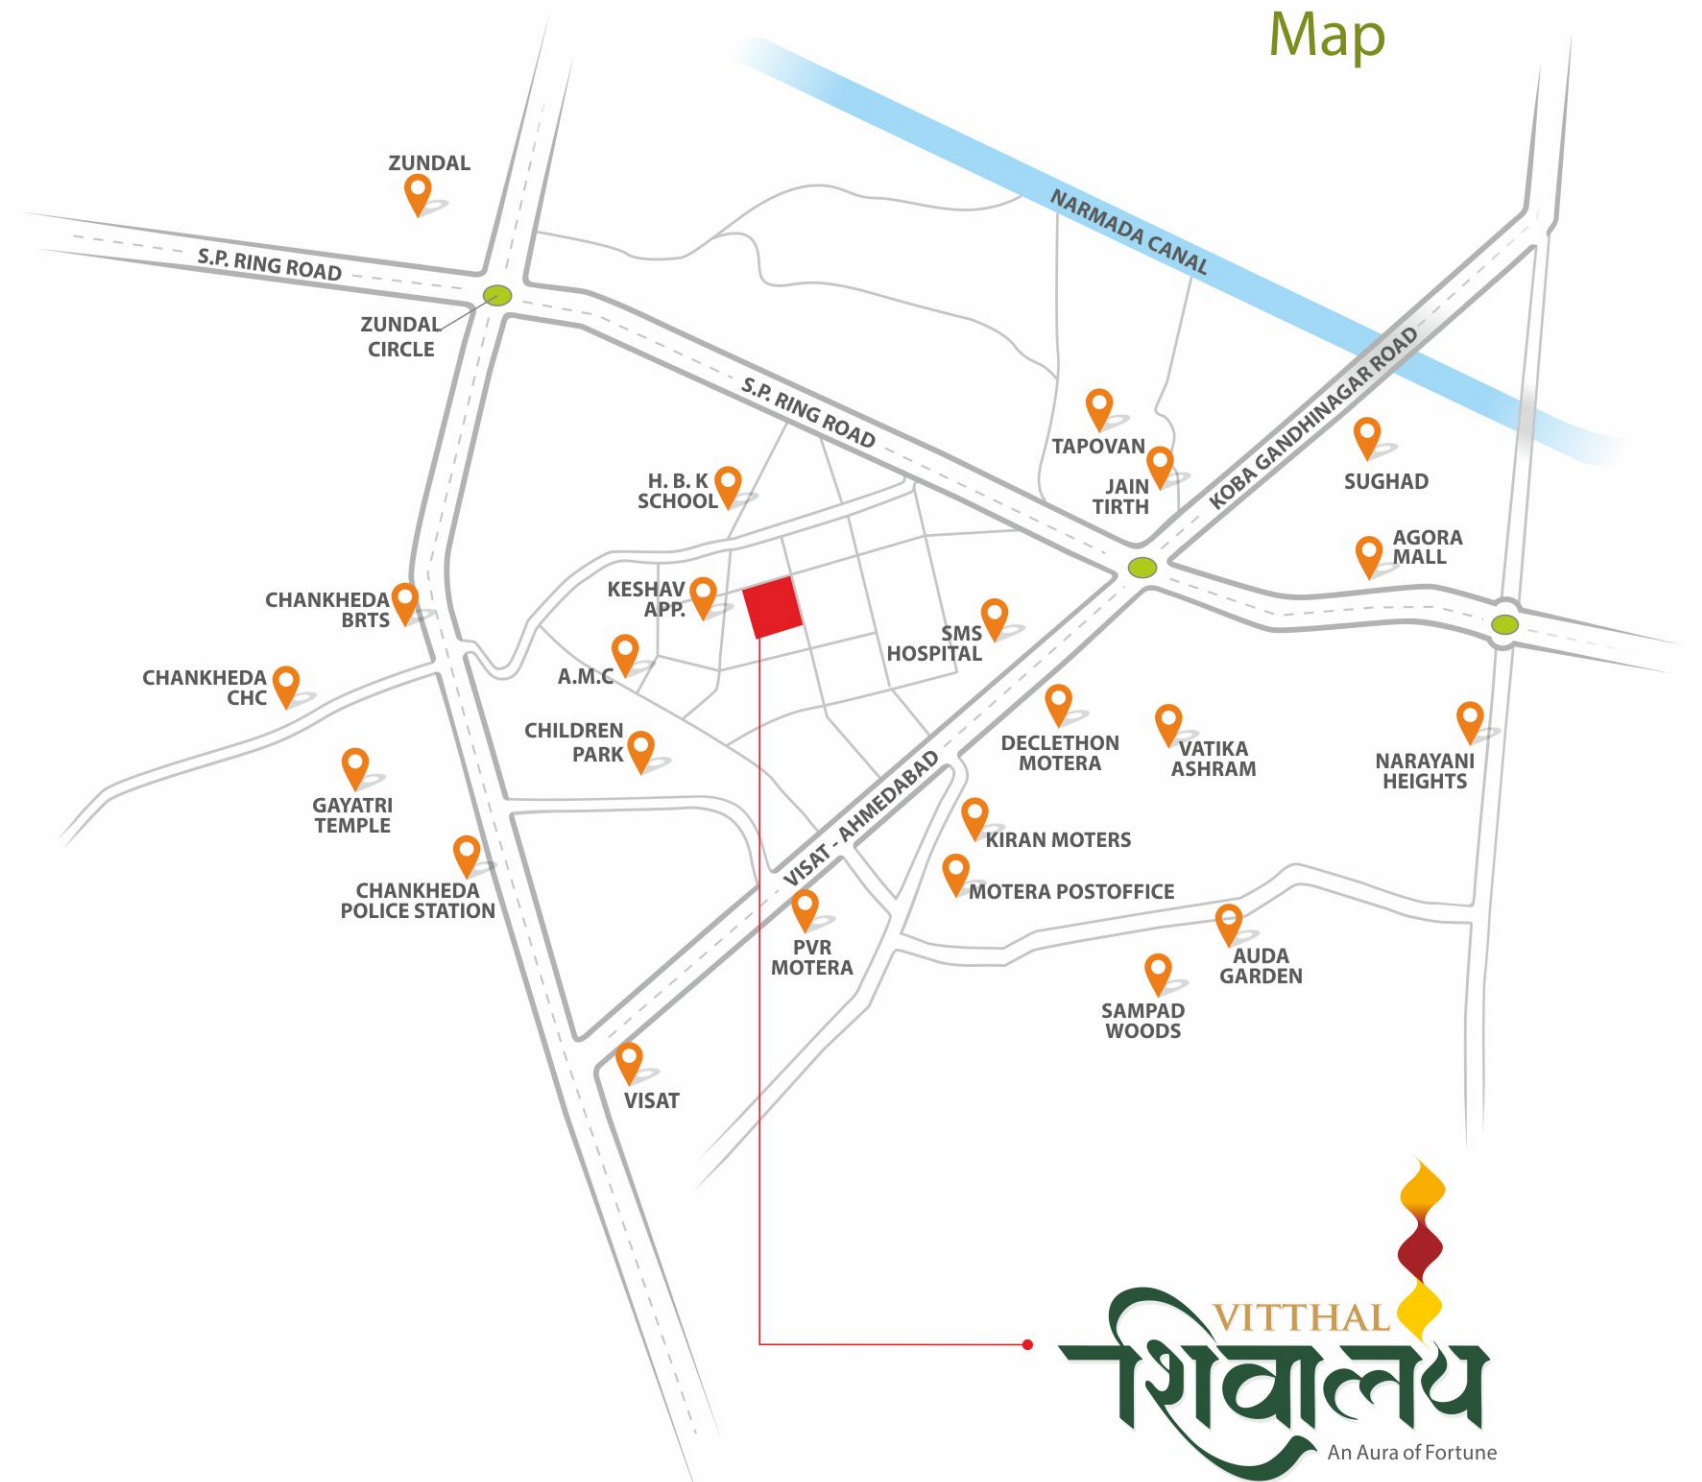 Map
ZUNDAL
NARMADA CANAL
S.P. RING ROAD
ZUNDAL
CIRCLE
S.P. RING ROAD
KOBA GANDHINAGAR ROAD
TAPOVAN
JAIN
TIRTH
SUGHAD
H. B. K
SCHOOL
AGORA
MALL
KESHAV
APP.
CHANKHEDA
BRTS
SMS
HOSPITAL
A.M.C
CHANKHEDA
CHC
CHILDREN
PARK
DECLETHON
MOTERA
VATIKA
ASHRAM
NARAYANI
HEIGHTS
GAYATRI
TEMPLE
VISAT - AHMEDABAD
KIRAN MOTERS
CHANKHEDA
POLICE STATION
MOTERA POSTOFFICE
PVR
MOTERA
AUDA
GARDEN
SAMPAD
WOODS
VISAT
VITTHAL
शिवालय
An Aura of Fortune